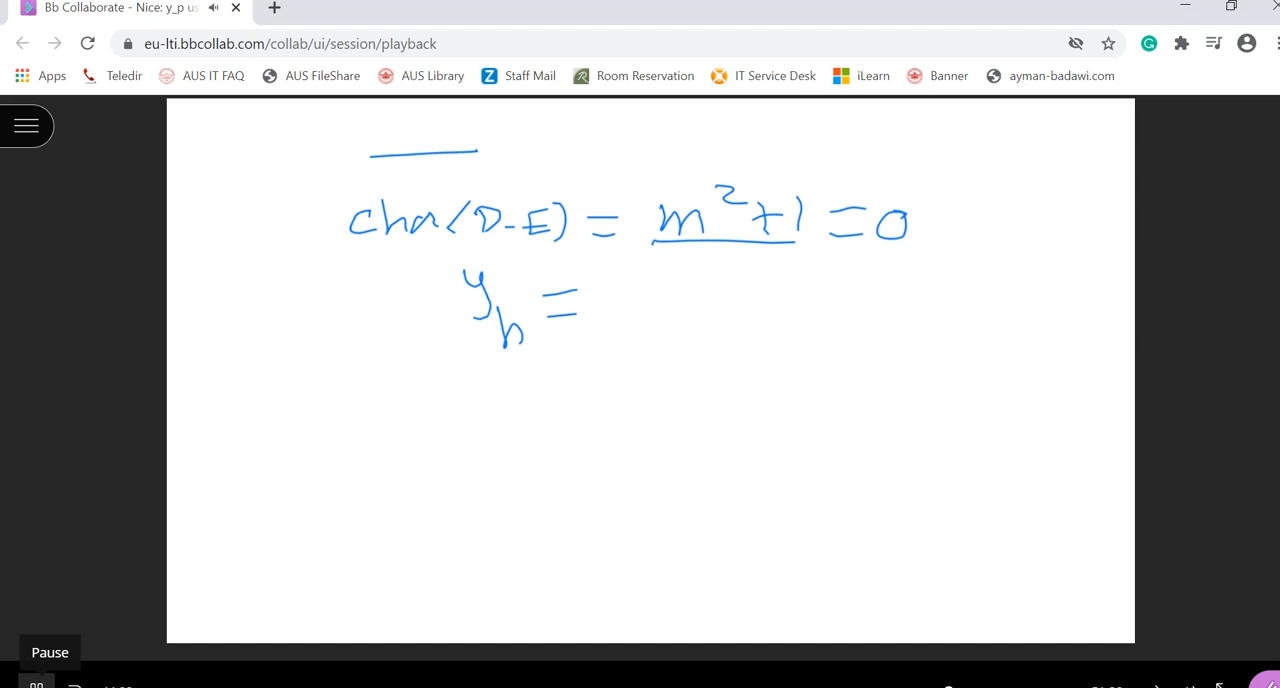 Bb Collaborate - Nice: y_p us
eu-lti.bbcollab.com/collab/ui/session/playback
Apps Teledir AUS IT FAQ AUS FileShare AUS Library Staff Mail Room Reservation IT Service Desk iLearn Banner ayman-badawi.com
char(D-E) = m²+1 = 0
y_h =
Pause